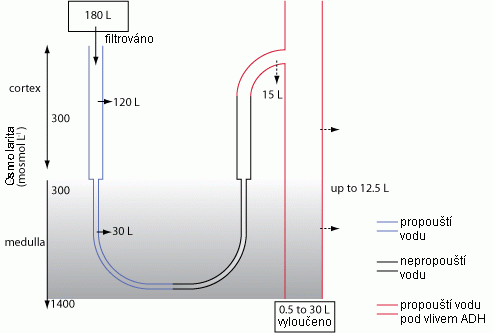 180 L
filtrováno
cortex
120 L
15 L
300
Osmolarita
(mosmol L⁻¹)
300
up to 12.5 L
medulla
30 L
propouští
vodu
nepropouští
vodu
1400
0.5 to 30 L
vyloučeno
propouští vodu
pod vlivem ADH